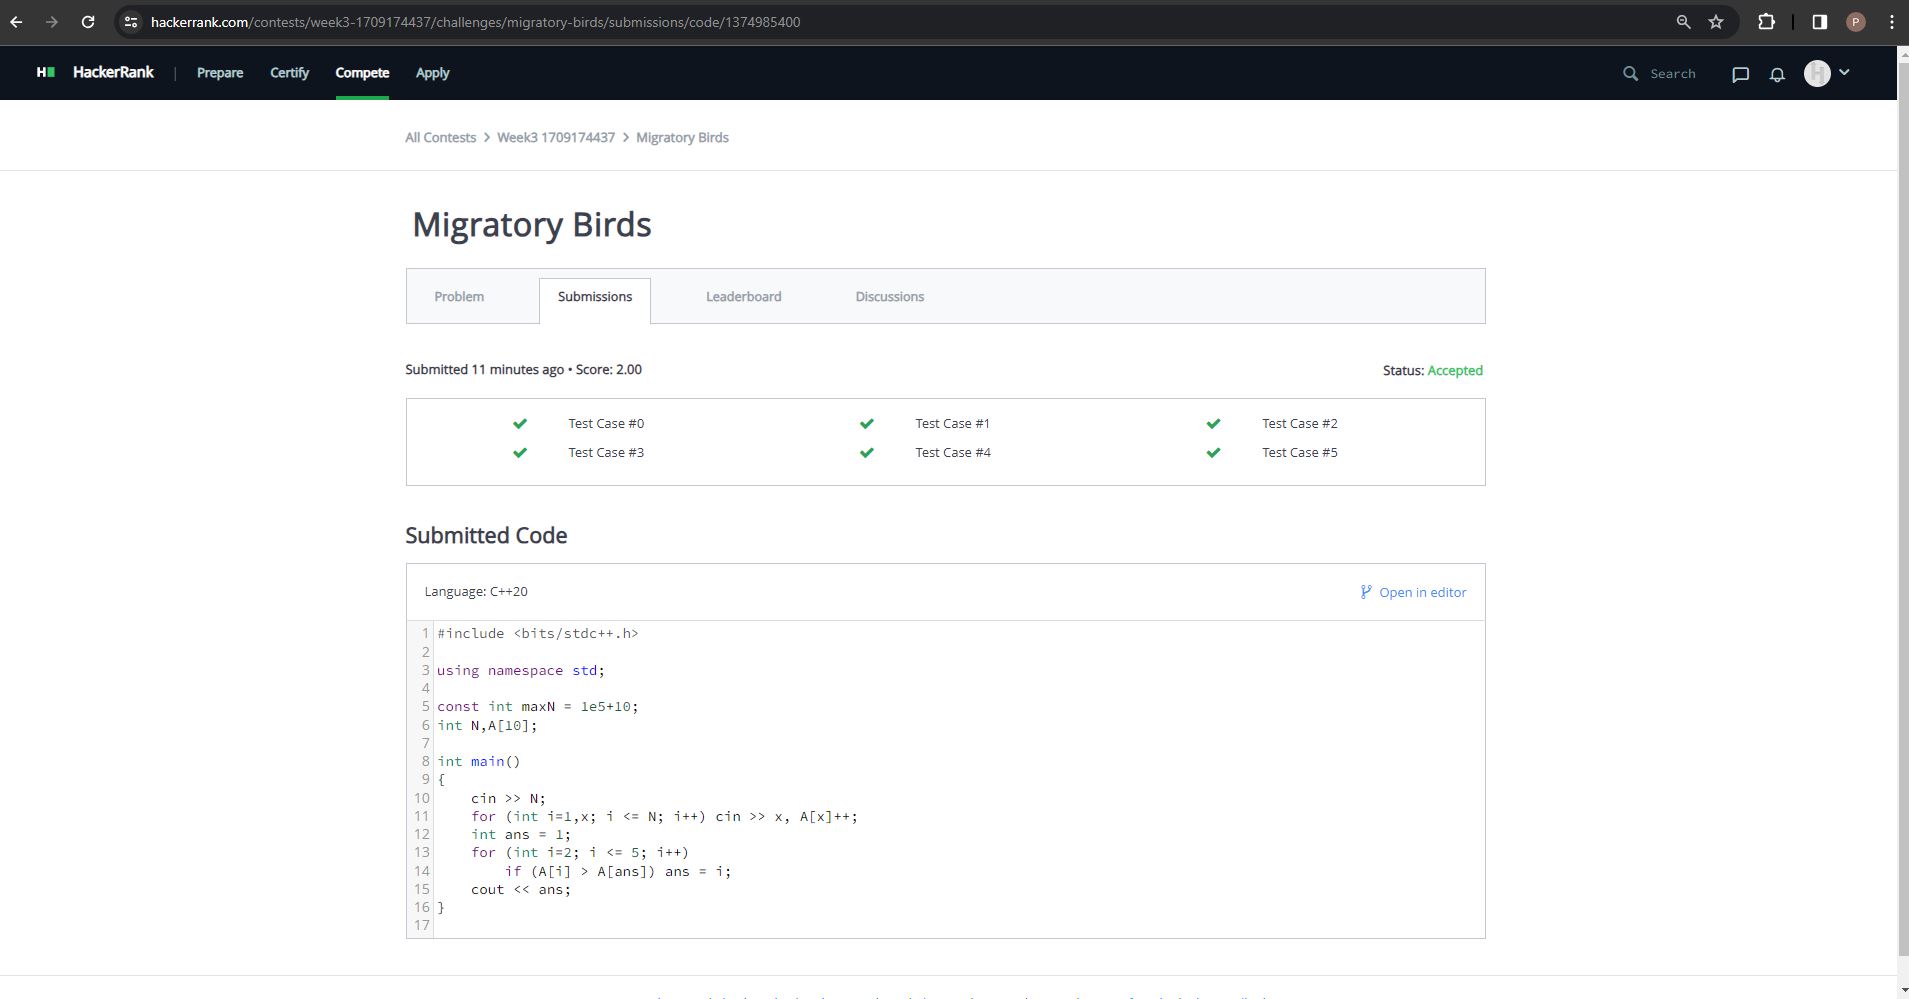 hackerrank.com/contests/week3-1709174437/challenges/migratory-birds/submissions/code/1374985400
P
H HackerRank | Prepare Certify Compete Apply Search
All Contests > Week3 1709174437 > Migratory Birds
Migratory Birds
Problem Submissions Leaderboard Discussions
Submitted 11 minutes ago • Score: 2.00 Status: Accepted
Test Case #0 Test Case #1 Test Case #2
Test Case #3 Test Case #4 Test Case #5
Submitted Code
Language: C++20 Open in editor
1 #include <bits/stdc++.h>
2
3 using namespace std;
4
5 const int maxN = 1e5+10;
6 int N,A[10];
7
8 int main()
9 {
10     cin >> N;
11     for (int i=1,x; i <= N; i++) cin >> x, A[x]++;
12     int ans = 1;
13     for (int i=2; i <= 5; i++)
14         if (A[i] > A[ans]) ans = i;
15     cout << ans;
16 }
17